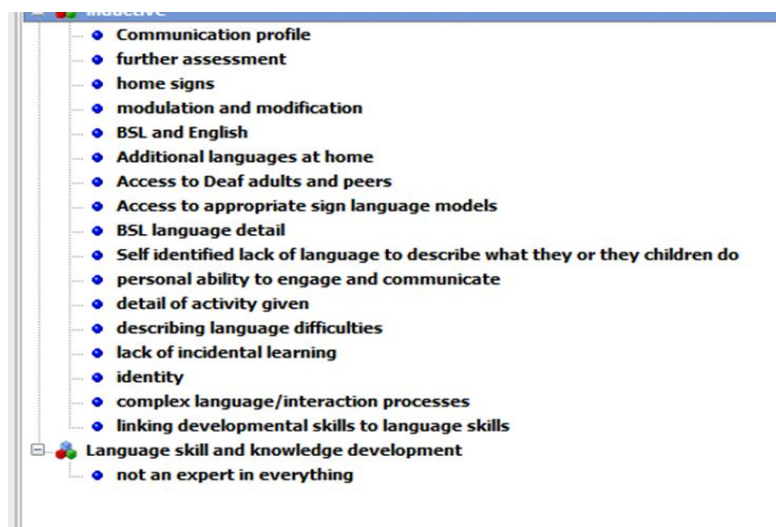 Inductive
Communication profile
further assessment
home signs
modulation and modification
BSL and English
Additional languages at home
Access to Deaf adults and peers
Access to appropriate sign language models
BSL language detail
Self identified lack of language to describe what they or they children do
personal ability to engage and communicate
detail of activity given
describing language difficulties
lack of incidental learning
identity
complex language/interaction processes
linking developmental skills to language skills
Language skill and knowledge development
not an expert in everything